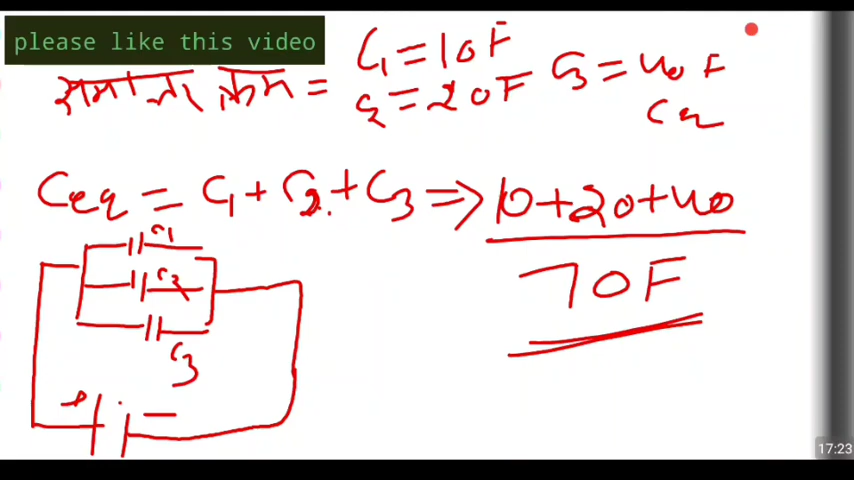 please like this video
C₁ = 10F
समान्तर क्रम =
C₂ = 20F C₃ = 40F
Ceq
Ceq = C₁ + C₂ + C₃ => 10+20+40
70F
C₁
C₂
C₃
+ −
17:23